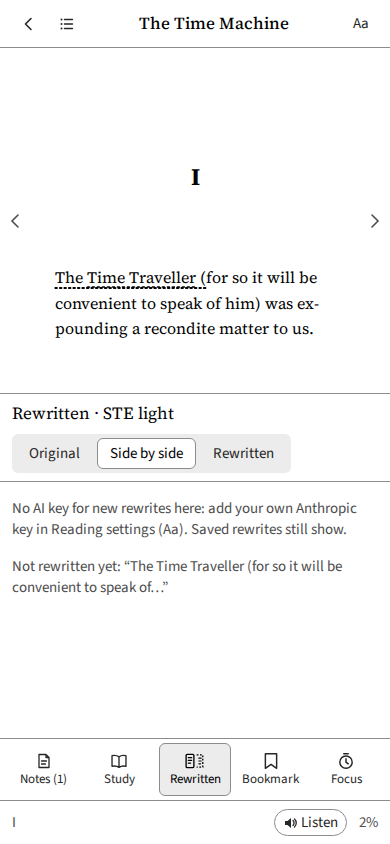 The Time Machine
Aa
I
The Time Traveller (for so it will be
convenient to speak of him) was ex-
pounding a recondite matter to us.
Rewritten · STE light
Original
Side by side
Rewritten
No AI key for new rewrites here: add your own Anthropic
key in Reading settings (Aa). Saved rewrites still show.
Not rewritten yet: “The Time Traveller (for so it will be
convenient to speak of…”
Notes (1)
Study
Rewritten
Bookmark
Focus
I
Listen
2%